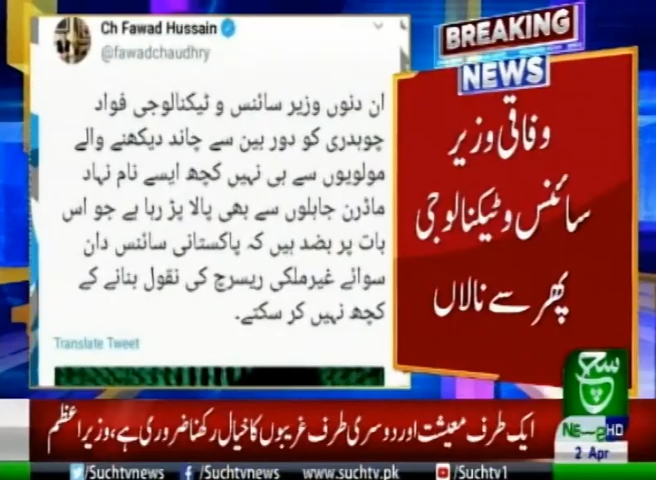 Ch Fawad Hussain
@fawadchaudhry
ان دنوں وزیر سائنس و ٹیکنالوجی فواد
چوہدری کو دور بین سے چاند دیکھنے والے
مولویوں سے ہی نہیں کچھ ایسے نام نہاد
ماڈرن جاہلوں سے بھی پالا پڑ رہا ہے جو اس
بات پر بضد ہیں کہ پاکستانی سائنس دان
سوائے غیرملکی ریسرچ کی نقول بنانے کے
کچھ نہیں کر سکتے۔
Translate Tweet
BREAKING
NEWS
وفاقی وزیر
سائنس و ٹیکنالوجی
پھر سے نالاں
سچ
NEWS HD
2 Apr
ایک طرف معیشت اور دوسری طرف غریبوں کا خیال رکھنا ضروری ہے، وزیراعظم
/Suchtvnews
/Suchtvnews
www.suchtv.pk
/Suchtv1